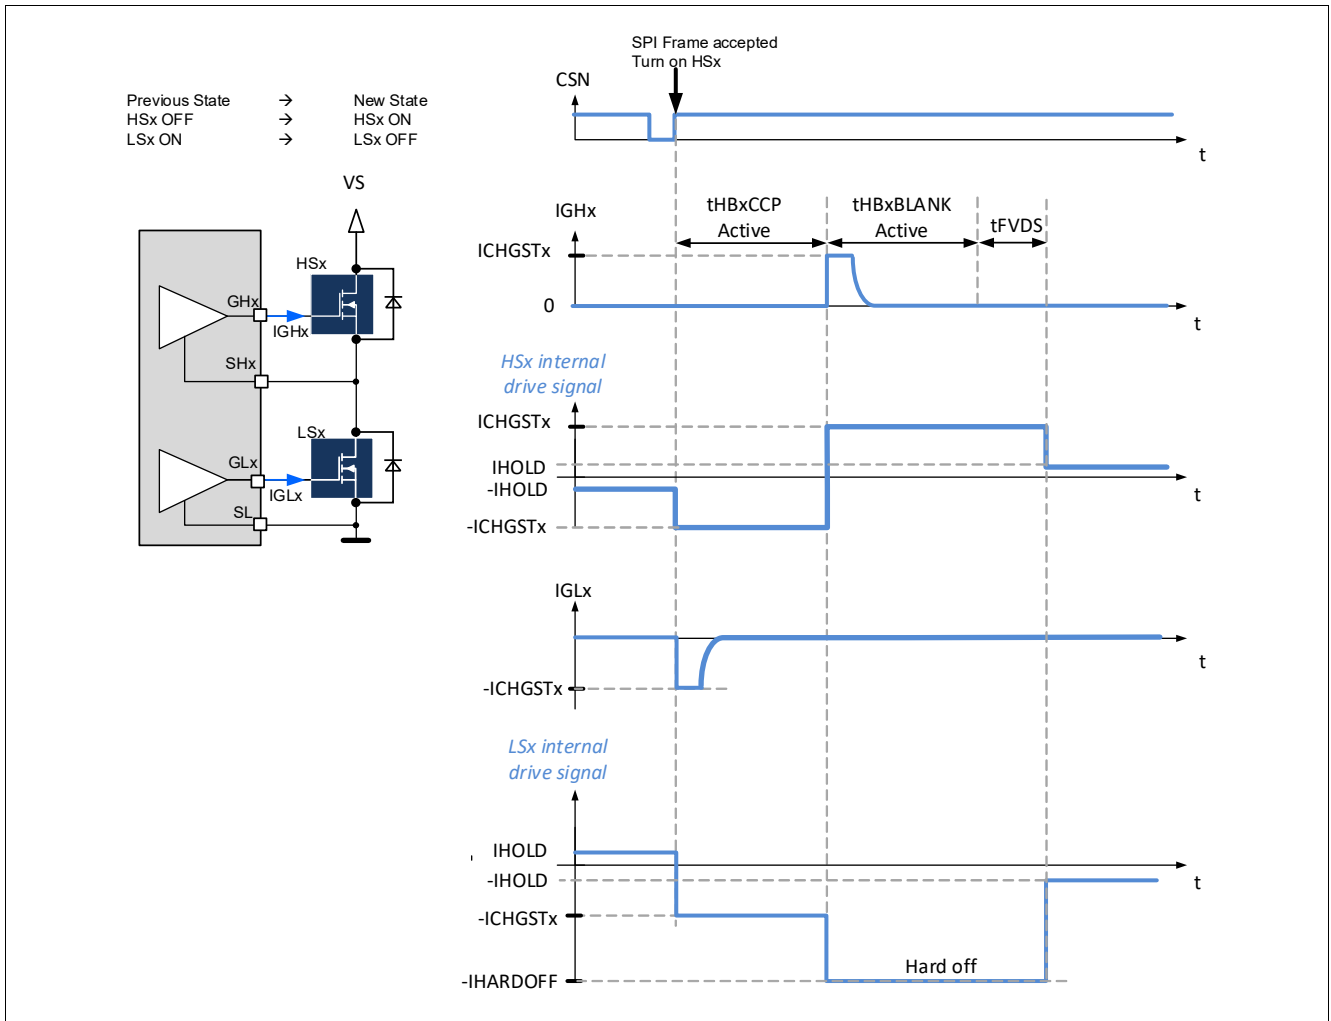 SPI Frame accepted
Turn on HSx
CSN
t
Previous State → New State
HSx OFF → HSx ON
LSx ON → LSx OFF
VS
HSx
GHx
IGHx
SHx
LSx
GLx
IGLx
SL
IGHx
tHBxCCP
Active
tHBxBLANK
Active
tFVDS
ICHGSTx
0
t
HSx internal
drive signal
ICHGSTx
IHOLD
-IHOLD
-ICHGSTx
t
IGLx
-ICHGSTx
t
LSx internal
drive signal
IHOLD
-IHOLD
-ICHGSTx
-IHARDOFF
Hard off
t